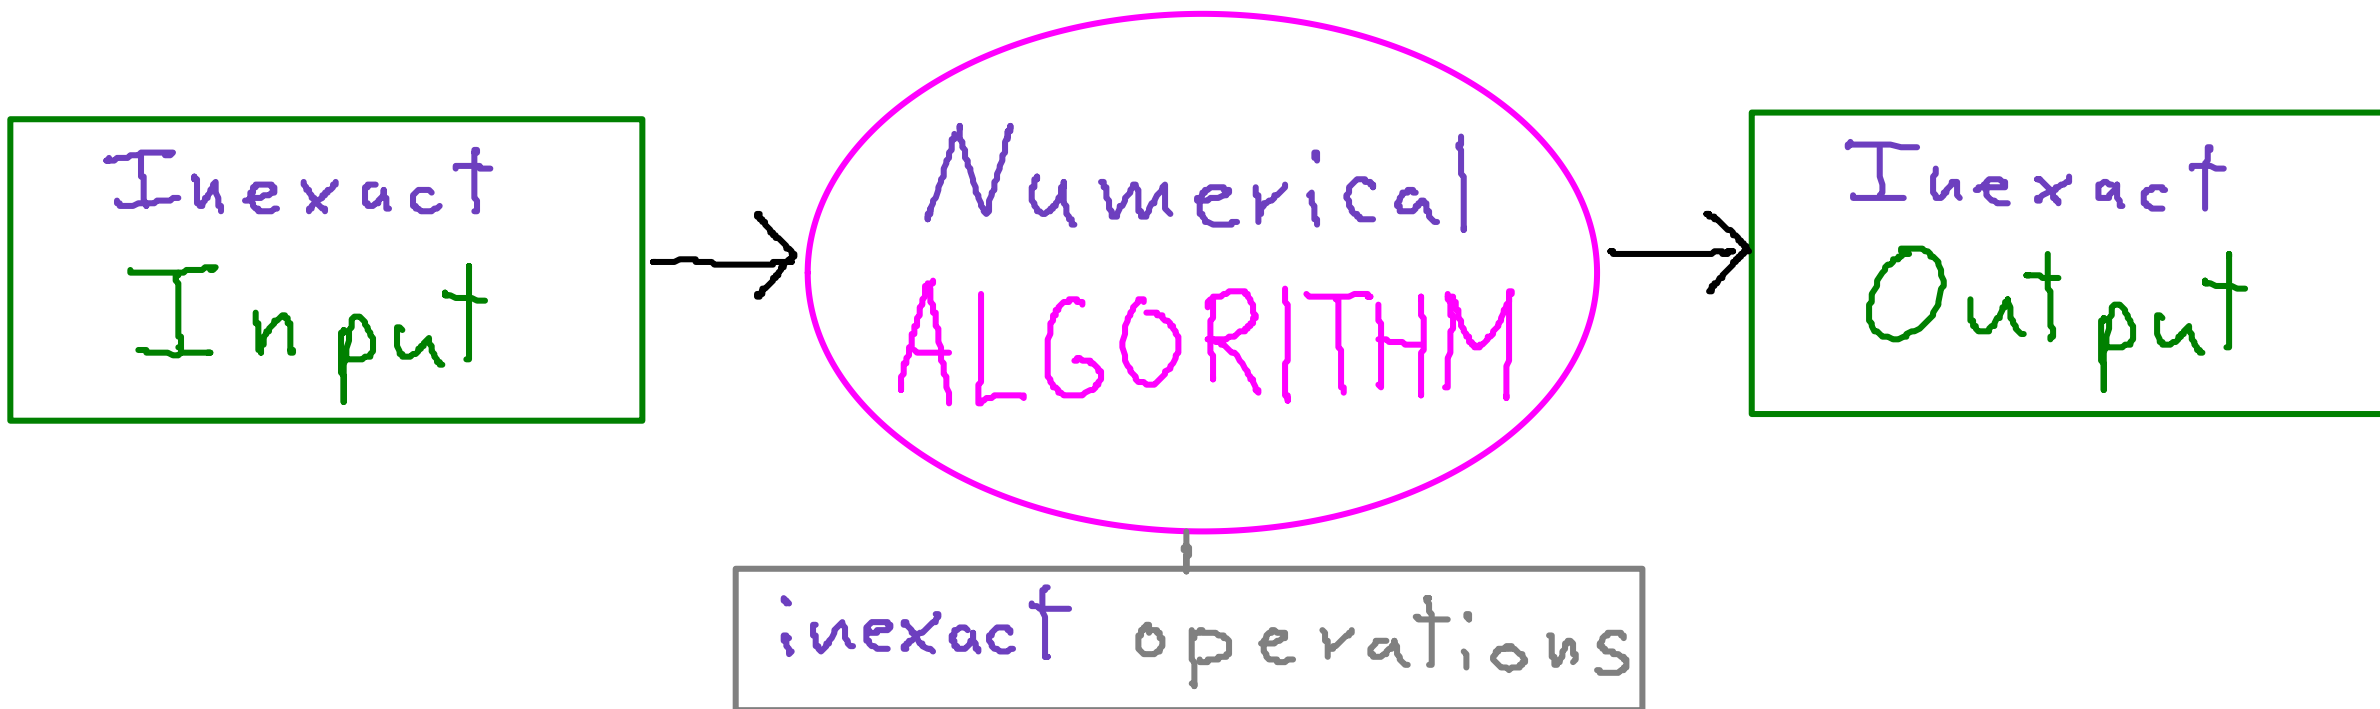 Inexact
Input
Numerical
ALGORITHM
Inexact
Output
inexact operations